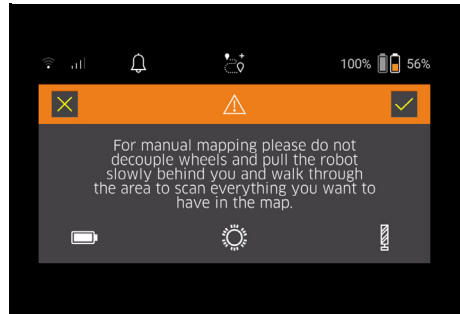 100% 56%
For manual mapping please do not
decouple wheels and pull the robot
slowly behind you and walk through
the area to scan everything you want to
have in the map.